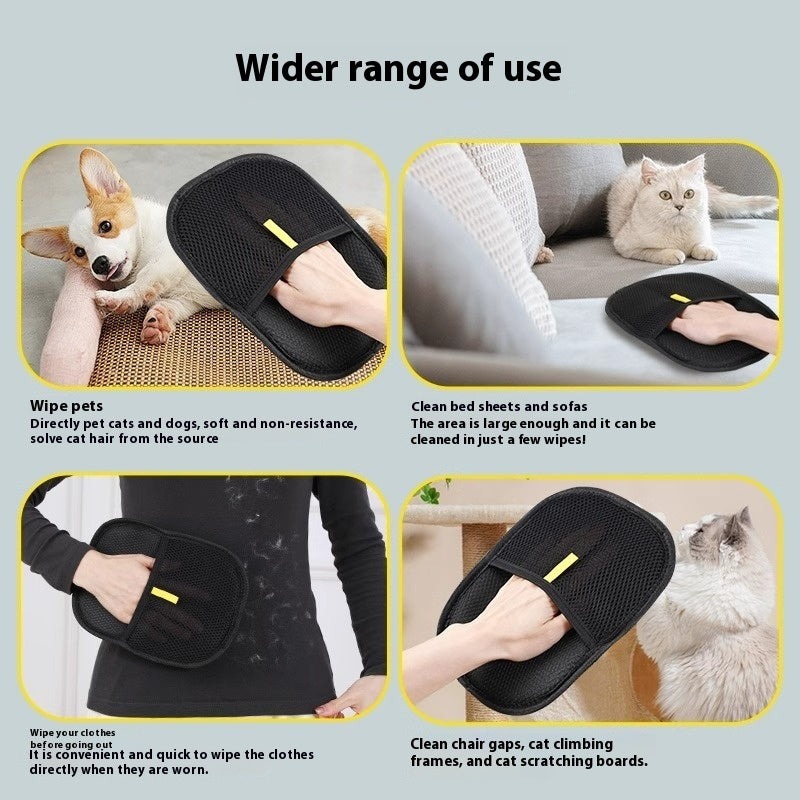 Wider range of use
Wipe pets
Directly pet cats and dogs, soft and non-resistance,
solve cat hair from the source
Clean bed sheets and sofas
The area is large enough and it can be
cleaned in just a few wipes!
Wipe your clothes
before going out
It is convenient and quick to wipe the clothes
directly when they are worn.
Clean chair gaps, cat climbing
frames, and cat scratching boards.